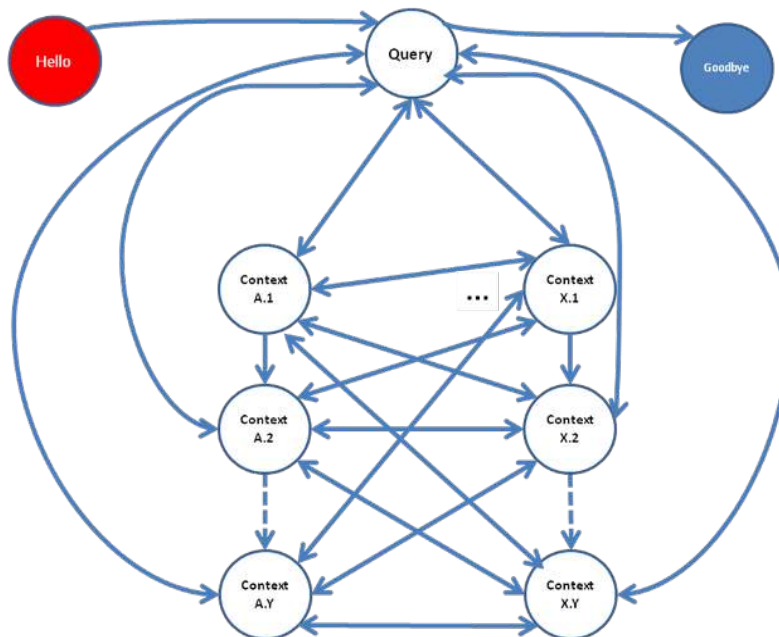 Hello
Query
Goodbye
Context
A.1
...
Context
X.1
Context
A.2
Context
X.2
Context
A.Y
Context
X.Y